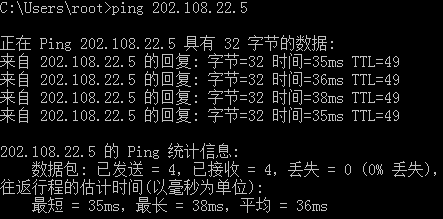 C:\Users\root>ping 202.108.22.5
正在 Ping 202.108.22.5 具有 32 字节的数据:
来自 202.108.22.5 的回复: 字节=32 时间=35ms TTL=49
来自 202.108.22.5 的回复: 字节=32 时间=36ms TTL=49
来自 202.108.22.5 的回复: 字节=32 时间=38ms TTL=49
来自 202.108.22.5 的回复: 字节=32 时间=35ms TTL=49
202.108.22.5 的 Ping 统计信息:
数据包: 已发送 = 4，已接收 = 4，丢失 = 0 (0% 丢失)，
往返行程的估计时间(以毫秒为单位):
最短 = 35ms，最长 = 38ms，平均 = 36ms